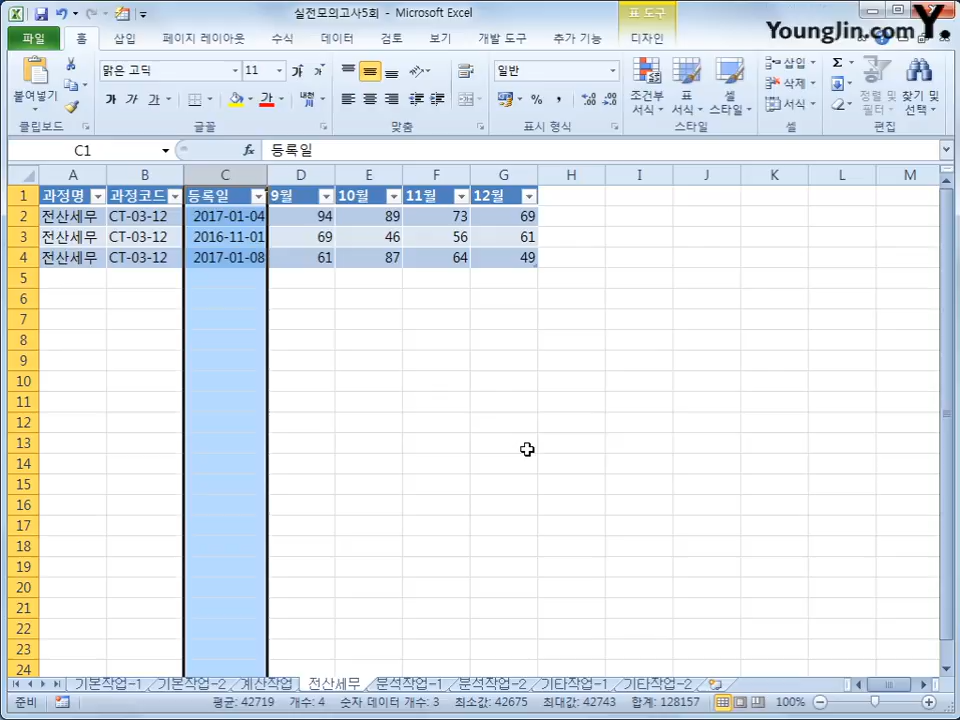 실전모의고사5회 - Microsoft Excel
표 도구
YoungJin.com Y.
파일 홈 삽입 페이지 레이아웃 수식 데이터 검토 보기 개발 도구 추가 기능 디자인
맑은 고딕 11 일반
붙여넣기 가 가 가 조건부 서식 표 서식 셀 스타일 삽입 삭제 서식 정렬 및 필터 찾기 및 선택
클립보드 글꼴 맞춤 표시 형식 스타일 셀 편집
C1 fx 등록일
A B C D E F G H I J K L M
1 과정명 과정코드 등록일 9월 10월 11월 12월
2 전산세무 CT-03-12 2017-01-04 94 89 73 69
3 전산세무 CT-03-12 2016-11-01 69 46 56 61
4 전산세무 CT-03-12 2017-01-08 61 87 64 49
5
6
7
8
9
10
11
12
13
14
15
16
17
18
19
20
21
22
23
24
기본작업-1 기본작업-2 계산작업 전산세무 분석작업-1 분석작업-2 기타작업-1 기타작업-2
준비 평균: 42719 개수: 4 숫자 데이터 개수: 3 최소값: 42675 최대값: 42743 합계: 128157 100%